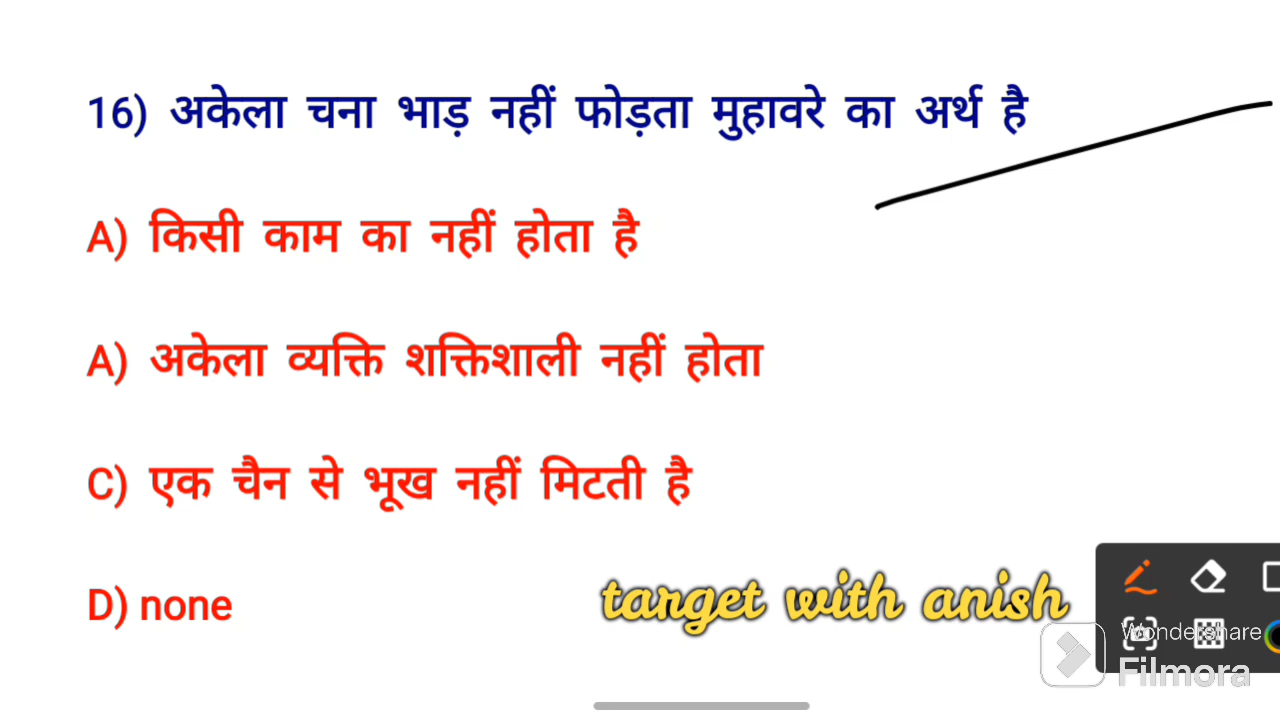 16) अकेला चना भाड़ नहीं फोड़ता मुहावरे का अर्थ है
A) किसी काम का नहीं होता है
A) अकेला व्यक्ति शक्तिशाली नहीं होता
C) एक चैन से भूख नहीं मिटती है
D) none
target with anish
Wondershare
Filmora